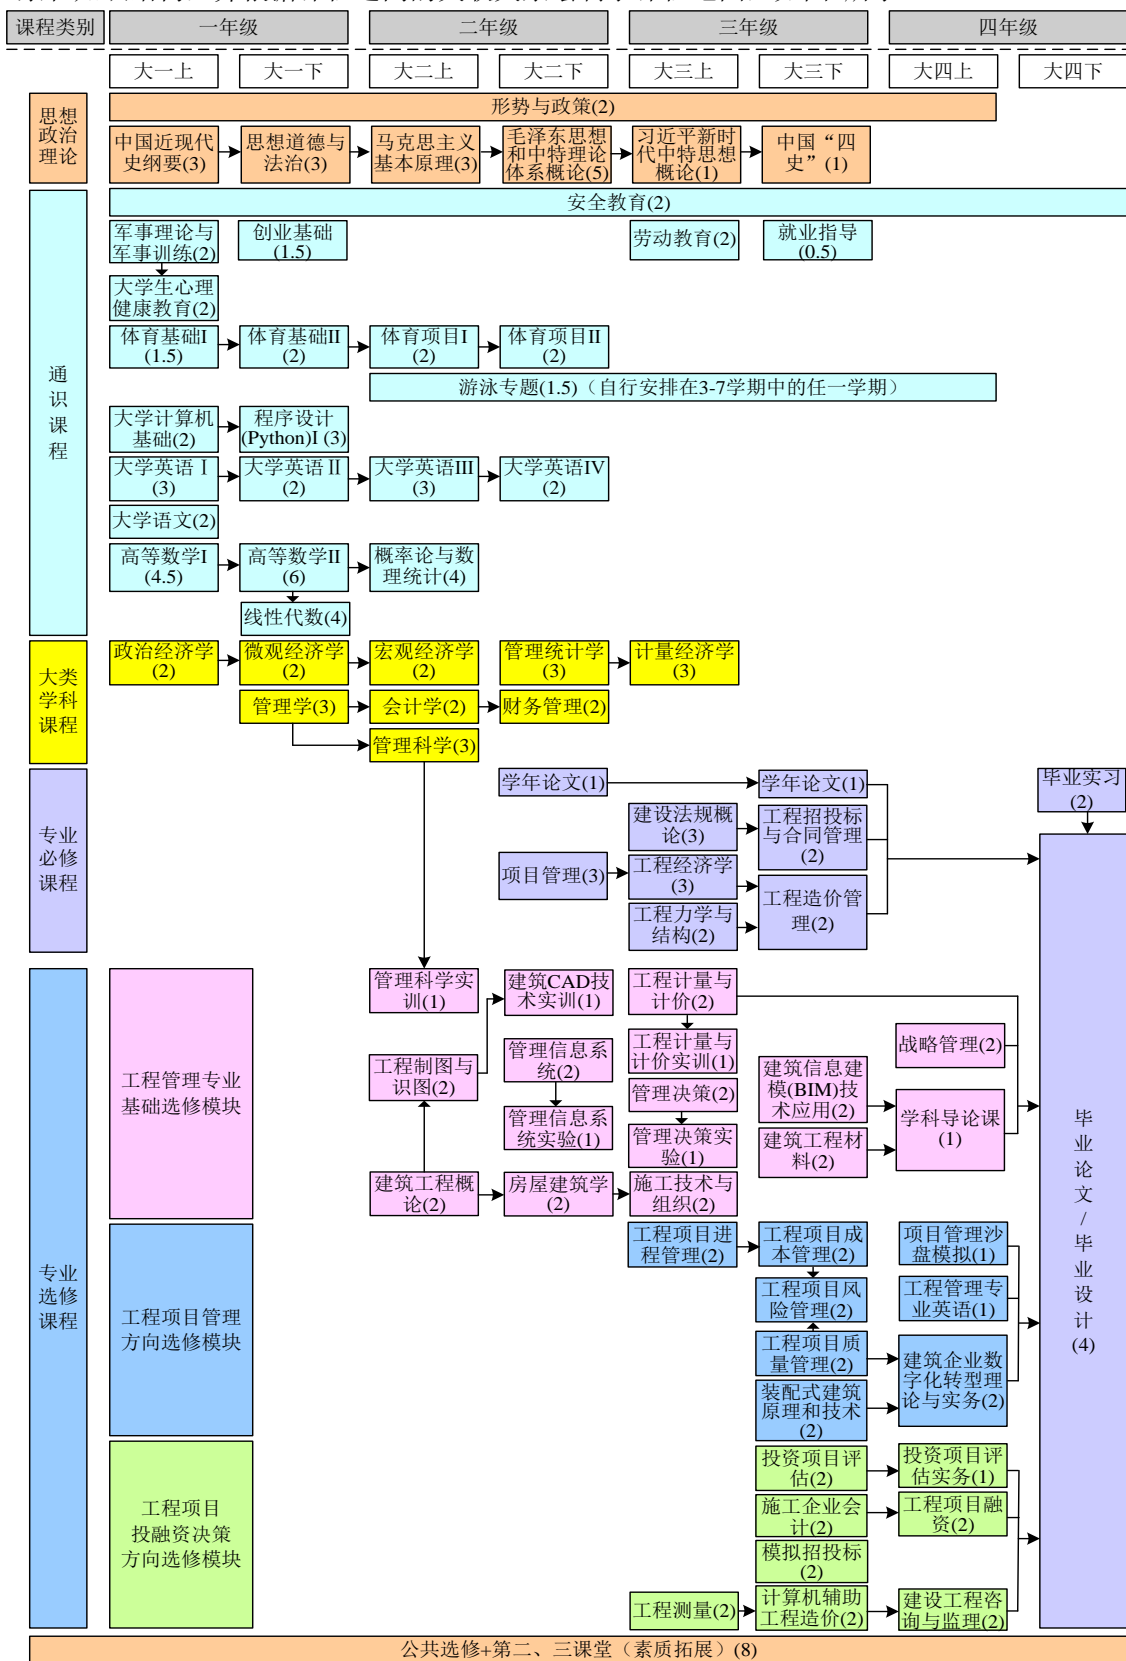 课程类别
一年级
二年级
三年级
四年级
大一上
大一下
大二上
大二下
大三上
大三下
大四上
大四下
思想
政治
理论
形势与政策(2)
中国近现代
史纲要(3)
思想道德与
法治(3)
马克思主义
基本原理(3)
毛泽东思想
和中特理论
体系概论(5)
习近平新时
代中特思想
概论(1)
中国“四
史”(1)
通
识
课
程
安全教育(2)
军事理论与
军事训练(2)
创业基础
(1.5)
劳动教育(2)
就业指导
(0.5)
大学生心理
健康教育(2)
体育基础I
(1.5)
体育基础II
(2)
体育项目I
(2)
体育项目II
(2)
游泳专题(1.5)（自行安排在3-7学期中的任一学期）
大学计算机
基础(2)
程序设计
(Python)I (3)
大学英语Ⅰ
(3)
大学英语Ⅱ
(2)
大学英语III
(3)
大学英语IV
(2)
大学语文(2)
高等数学I
(4.5)
高等数学II
(6)
概率论与数
理统计(4)
线性代数(4)
大类
学科
课程
政治经济学
(2)
微观经济学
(2)
宏观经济学
(2)
管理统计学
(3)
计量经济学
(3)
管理学(3)
会计学(2)
财务管理(2)
管理科学(3)
专业
必修
课程
学年论文(1)
学年论文(1)
毕业实习
(2)
建设法规概
论(3)
工程招投标
与合同管理
(2)
项目管理(3)
工程经济学
(3)
工程造价管
理(2)
工程力学与
结构(2)
毕
业
论
文
/
毕
业
设
计
(4)
专业
选修
课程
工程管理专业
基础选修模块
管理科学实
训(1)
建筑CAD技
术实训(1)
工程计量与
计价(2)
工程计量与
计价实训(1)
战略管理(2)
工程制图与
识图(2)
管理信息系
统(2)
建筑信息建
模(BIM)技
术应用(2)
管理决策(2)
学科导论课
(1)
管理信息系
统实验(1)
管理决策实
验(1)
建筑工程材
料(2)
建筑工程概
论(2)
房屋建筑学
(2)
施工技术与
组织(2)
工程项目管理
方向选修模块
工程项目进
程管理(2)
工程项目成
本管理(2)
项目管理沙
盘模拟(1)
工程项目风
险管理(2)
工程管理专
业英语(1)
工程项目质
量管理(2)
建筑企业数
字化转型理
论与实务(2)
装配式建筑
原理和技术
(2)
工程项目
投融资决策
方向选修模块
投资项目评
估(2)
投资项目评
估实务(1)
施工企业会
计(2)
工程项目融
资(2)
模拟招投标
(2)
工程测量(2)
计算机辅助
工程造价(2)
建设工程咨
询与监理(2)
公共选修+第二、三课堂（素质拓展）(8)